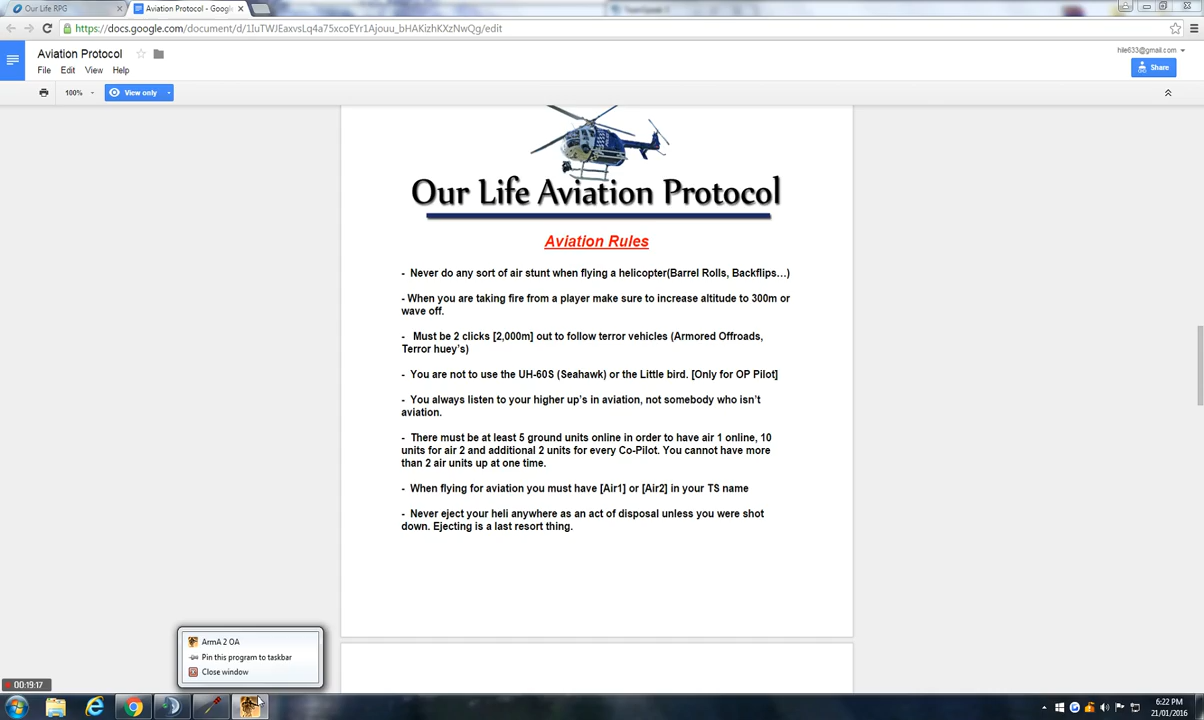 Our Life RPG
Aviation Protocol - Googl
https://docs.google.com/document/d/1IuTWJEaxvsLq4a75xcoEYr1Ajouu_bHAKizhKXzNwQg/edit
Aviation Protocol
hile633@gmail.com
File Edit View Help
Share
100% View only
Our Life Aviation Protocol
Aviation Rules
- Never do any sort of air stunt when flying a helicopter(Barrel Rolls, Backflips...)
- When you are taking fire from a player make sure to increase altitude to 300m or
wave off.
- Must be 2 clicks [2,000m] out to follow terror vehicles (Armored Offroads,
Terror huey's)
- You are not to use the UH-60S (Seahawk) or the Little bird. [Only for OP Pilot]
- You always listen to your higher up's in aviation, not somebody who isn't
aviation.
- There must be at least 5 ground units online in order to have air 1 online, 10
units for air 2 and additional 2 units for every Co-Pilot. You cannot have more
than 2 air units up at one time.
- When flying for aviation you must have [Air1] or [Air2] in your TS name
- Never eject your heli anywhere as an act of disposal unless you were shot
down. Ejecting is a last resort thing.
ArmA 2 OA
Pin this program to taskbar
Close window
00:19:17
6:22 PM
21/01/2016